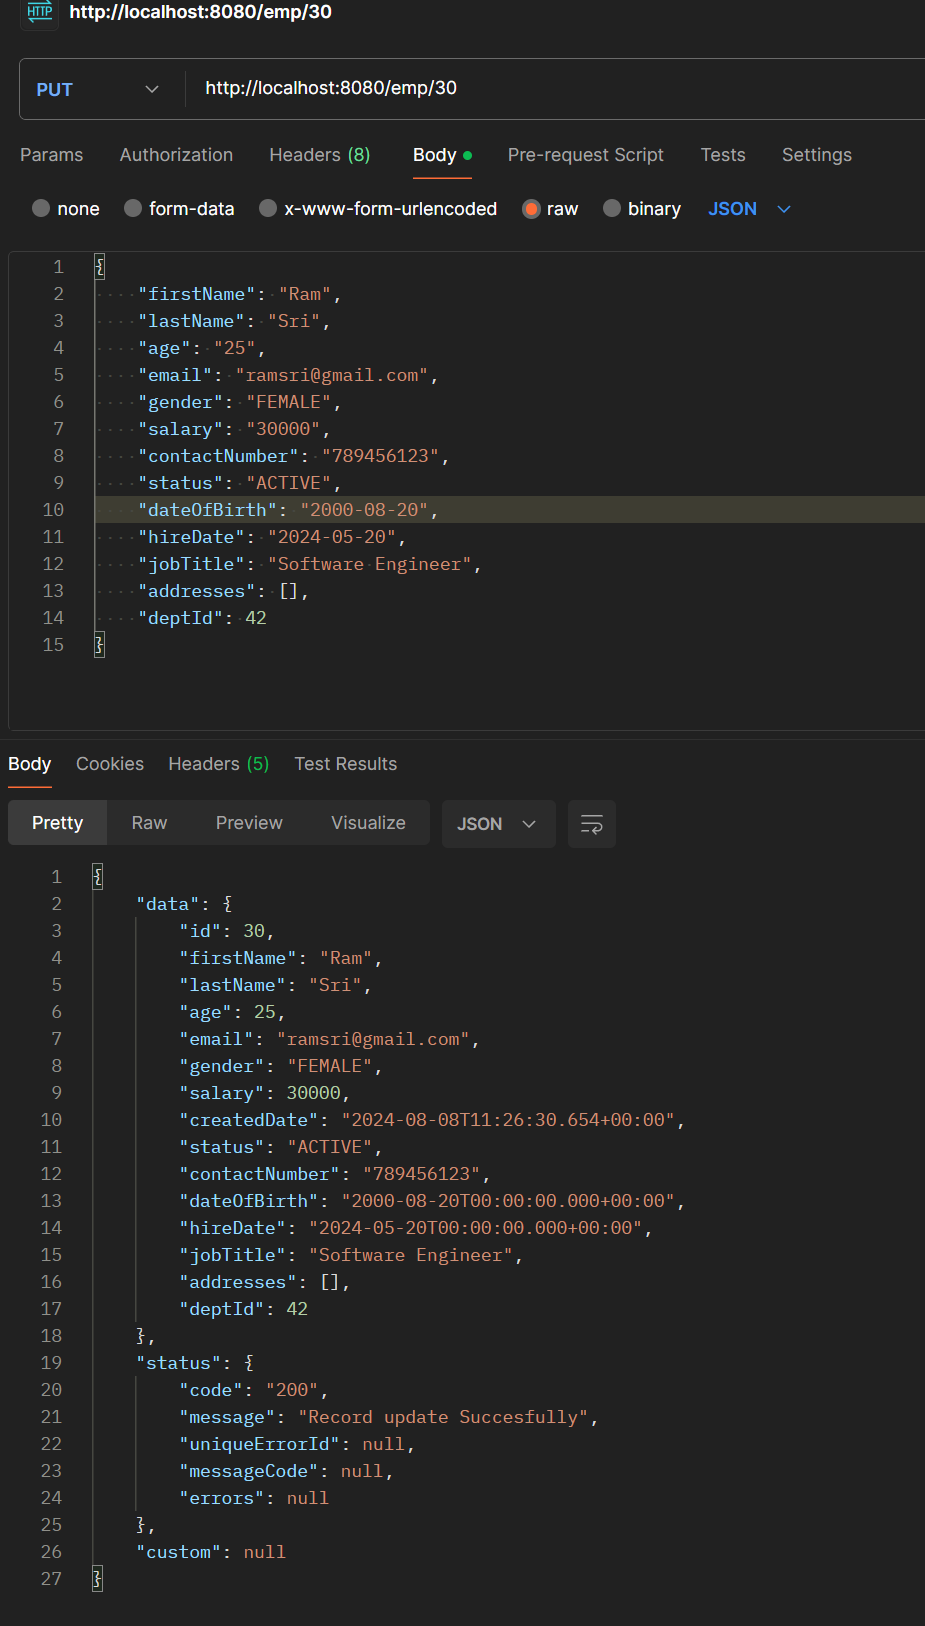 HTTP http://localhost:8080/emp/30
PUT http://localhost:8080/emp/30
Params Authorization Headers (8) Body Pre-request Script Tests Settings
none form-data x-www-form-urlencoded raw binary JSON
1 {
2 "firstName": "Ram",
3 "lastName": "Sri",
4 "age": "25",
5 "email": "ramsri@gmail.com",
6 "gender": "FEMALE",
7 "salary": "30000",
8 "contactNumber": "789456123",
9 "status": "ACTIVE",
10 "dateOfBirth": "2000-08-20",
11 "hireDate": "2024-05-20",
12 "jobTitle": "Software Engineer",
13 "addresses": [],
14 "deptId": 42
15 }
Body Cookies Headers (5) Test Results
Pretty Raw Preview Visualize JSON
1 {
2 "data": {
3 "id": 30,
4 "firstName": "Ram",
5 "lastName": "Sri",
6 "age": 25,
7 "email": "ramsri@gmail.com",
8 "gender": "FEMALE",
9 "salary": 30000,
10 "createdDate": "2024-08-08T11:26:30.654+00:00",
11 "status": "ACTIVE",
12 "contactNumber": "789456123",
13 "dateOfBirth": "2000-08-20T00:00:00.000+00:00",
14 "hireDate": "2024-05-20T00:00:00.000+00:00",
15 "jobTitle": "Software Engineer",
16 "addresses": [],
17 "deptId": 42
18 },
19 "status": {
20 "code": "200",
21 "message": "Record update Succesfully",
22 "uniqueErrorId": null,
23 "messageCode": null,
24 "errors": null
25 },
26 "custom": null
27 }